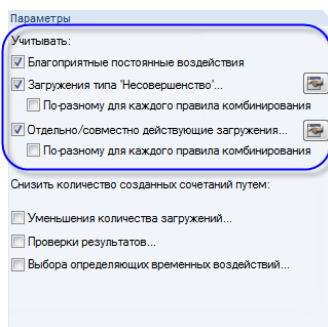 Параметры
Учитывать:
Благоприятные постоянные воздействия
Загружения типа 'Несовершенство'...
По-разному для каждого правила комбинирования
Отдельно/совместно действующие загружения...
По-разному для каждого правила комбинирования
Снизить количество созданных сочетаний путем:
Уменьшения количества загружений...
Проверки результатов...
Выбора определяющих временных воздействий...